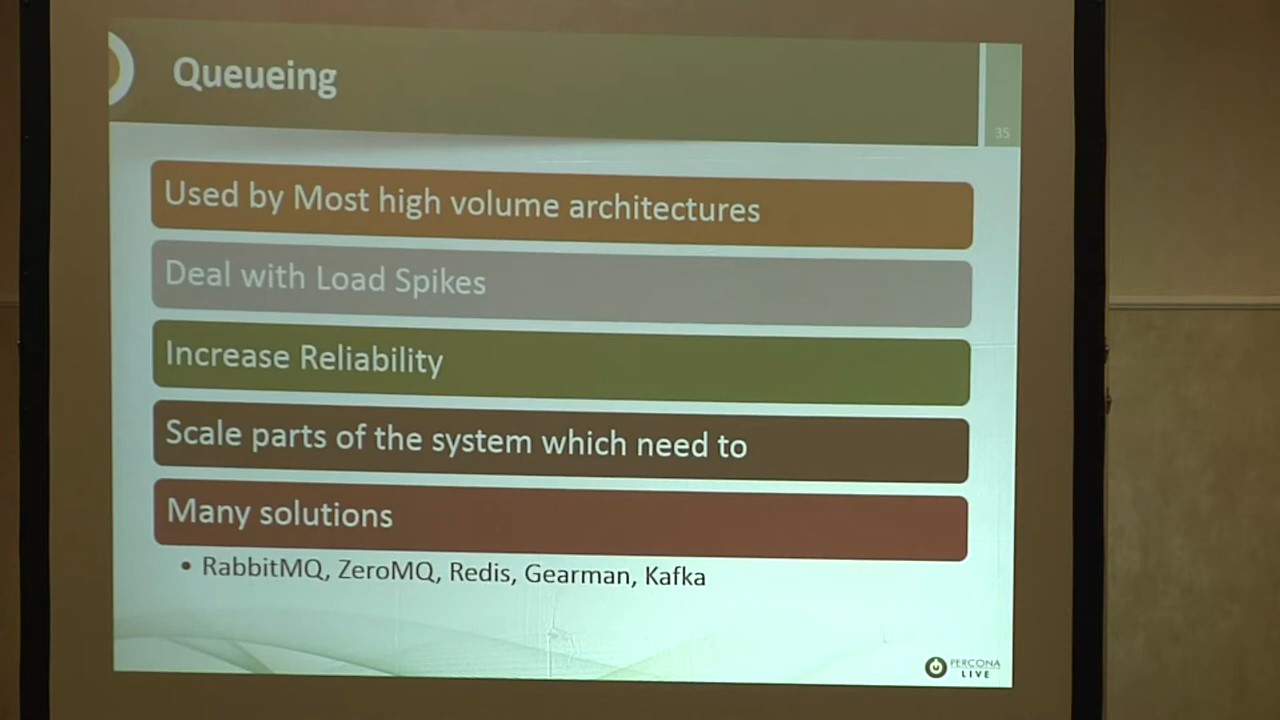 Queueing
35
Used by Most high volume architectures
Deal with Load Spikes
Increase Reliability
Scale parts of the system which need to
Many solutions
• RabbitMQ, ZeroMQ, Redis, Gearman, Kafka
PERCONA
LIVE